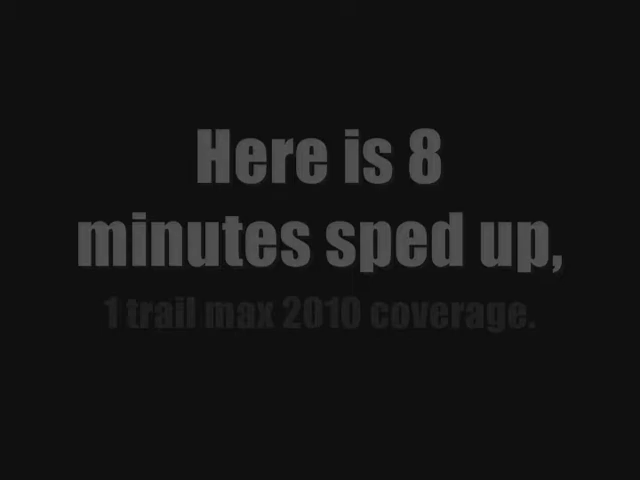 Here is 8
minutes sped up,
1 trail max 2010 coverage.